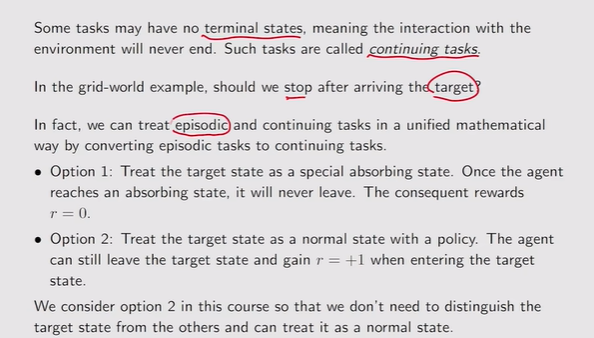 Some tasks may have no terminal states, meaning the interaction with the
environment will never end. Such tasks are called continuing tasks.
In the grid-world example, should we stop after arriving the target?
In fact, we can treat episodic and continuing tasks in a unified mathematical
way by converting episodic tasks to continuing tasks.
• Option 1: Treat the target state as a special absorbing state. Once the agent
reaches an absorbing state, it will never leave. The consequent rewards
r = 0.
• Option 2: Treat the target state as a normal state with a policy. The agent
can still leave the target state and gain r = +1 when entering the target
state.
We consider option 2 in this course so that we don't need to distinguish the
target state from the others and can treat it as a normal state.